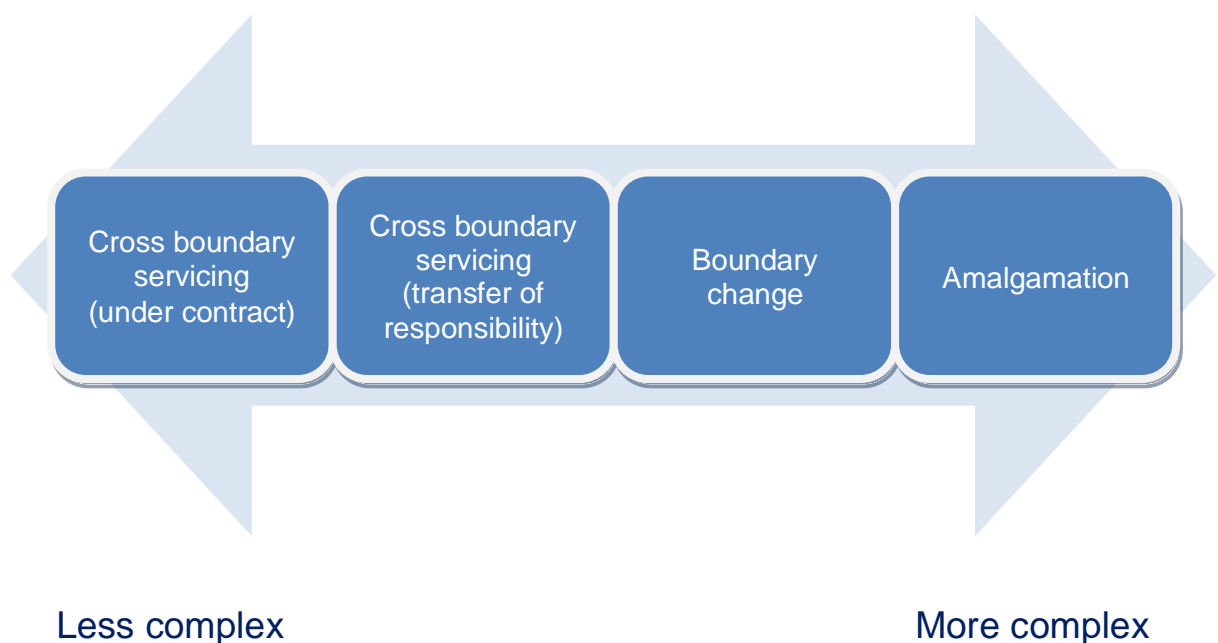 Cross boundary
servicing
(under contract)
Cross boundary
servicing
(transfer of
responsibility)
Boundary
change
Amalgamation
Less complex
More complex